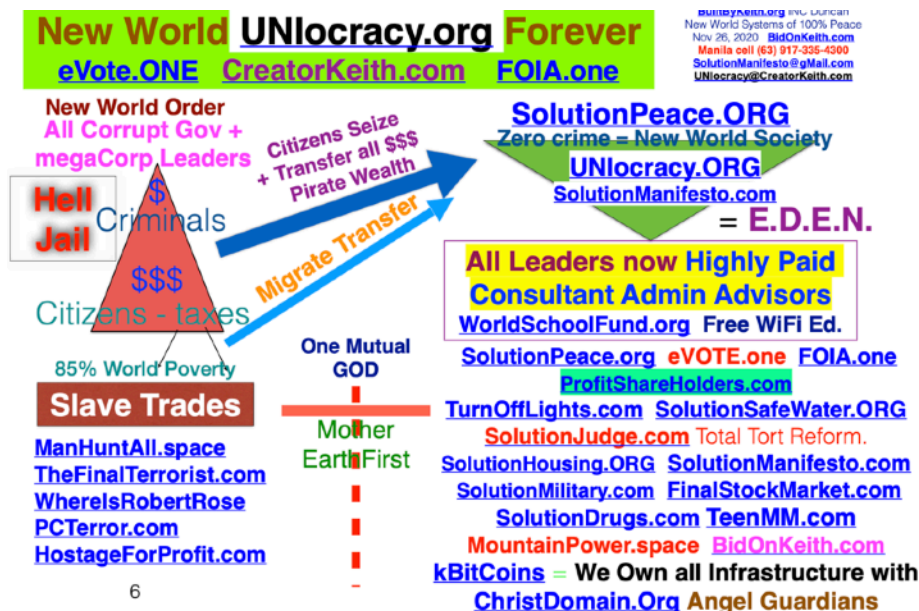 New World UNIocracy.org Forever
eVote.ONE CreatorKeith.com FOIA.one
BuiltByKeith.org INC Duncan
New World Systems of 100% Peace
Nov 26, 2020 BidOnKeith.com
Manila cell (63) 917-335-4300
SolutionManifesto@gMail.com
UNIocracy@CreatorKeith.com
New World Order
All Corrupt Gov +
megaCorp Leaders
Hell
Jail
$
Criminals
$$$
Citizens - taxes
85% World Poverty
Slave Trades
ManHuntAll.space
TheFinalTerrorist.com
WhereIsRobertRose
PCTerror.com
HostageForProfit.com
6
Citizens Seize
+ Transfer all $$$
Pirate Wealth
Migrate Transfer
One Mutual
GOD
Mother
EarthFirst
SolutionPeace.ORG
Zero crime = New World Society
UNIocracy.ORG
SolutionManifesto.com
= E.D.E.N.
All Leaders now Highly Paid
Consultant Admin Advisors
WorldSchoolFund.org Free WiFi Ed.
SolutionPeace.org eVOTE.one FOIA.one
ProfitShareHolders.com
TurnOffLights.com SolutionSafeWater.ORG
SolutionJudge.com Total Tort Reform.
SolutionHousing.ORG SolutionManifesto.com
SolutionMilitary.com FinalStockMarket.com
SolutionDrugs.com TeenMM.com
MountainPower.space BidOnKeith.com
kBitCoins = We Own all Infrastructure with
ChristDomain.Org Angel Guardians